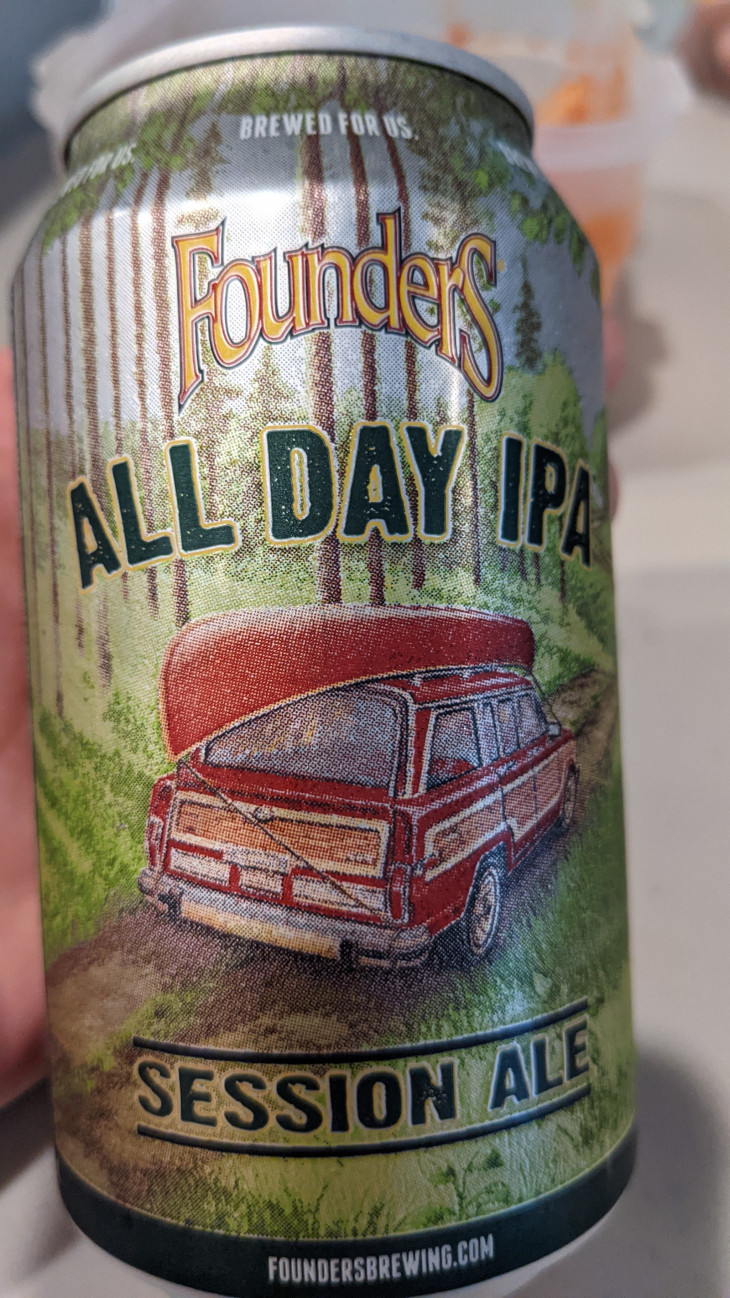 BREWED FOR US.
FOUNDERS
ALL DAY IPA
SESSION ALE
FOUNDERSBREWING.COM